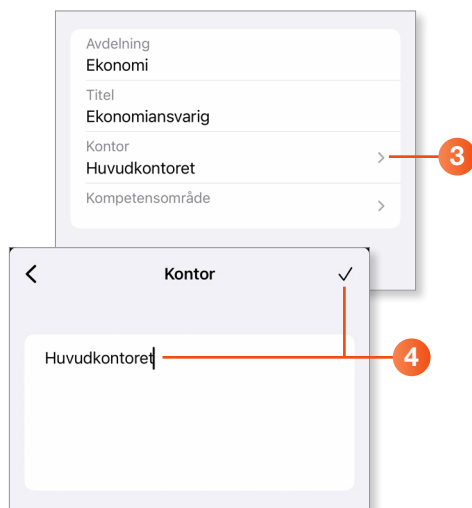 Avdelning
Ekonomi
Titel
Ekonomiansvarig
Kontor
Huvudkontoret
3
Kompetensområde
Kontor
Huvudkontoret
4